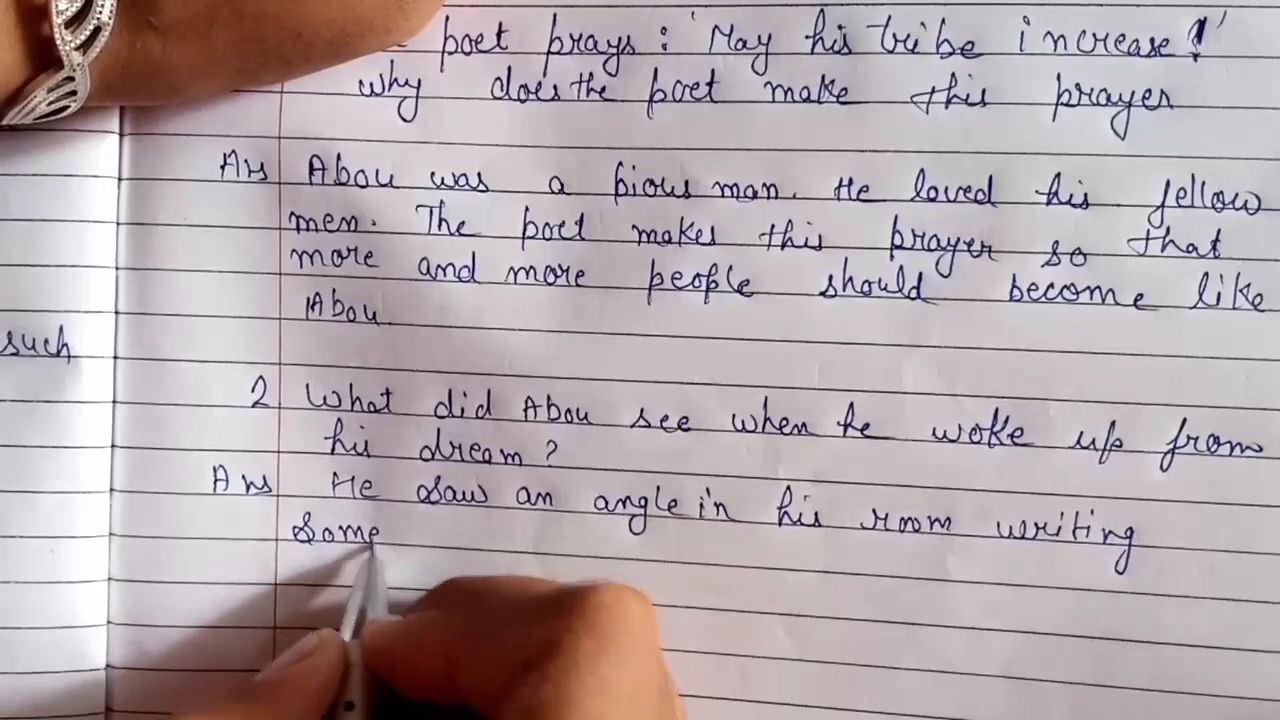 poet prays: 'May his tribe increase!'
why does the poet make this prayer
Ans Abou was a pious man. He loved his fellow
men. The poet makes this prayer so that
more and more people should become like
Abou
such
2 What did Abou see when he woke up from
his dream?
Ans He saw an angle in his room writing
Some